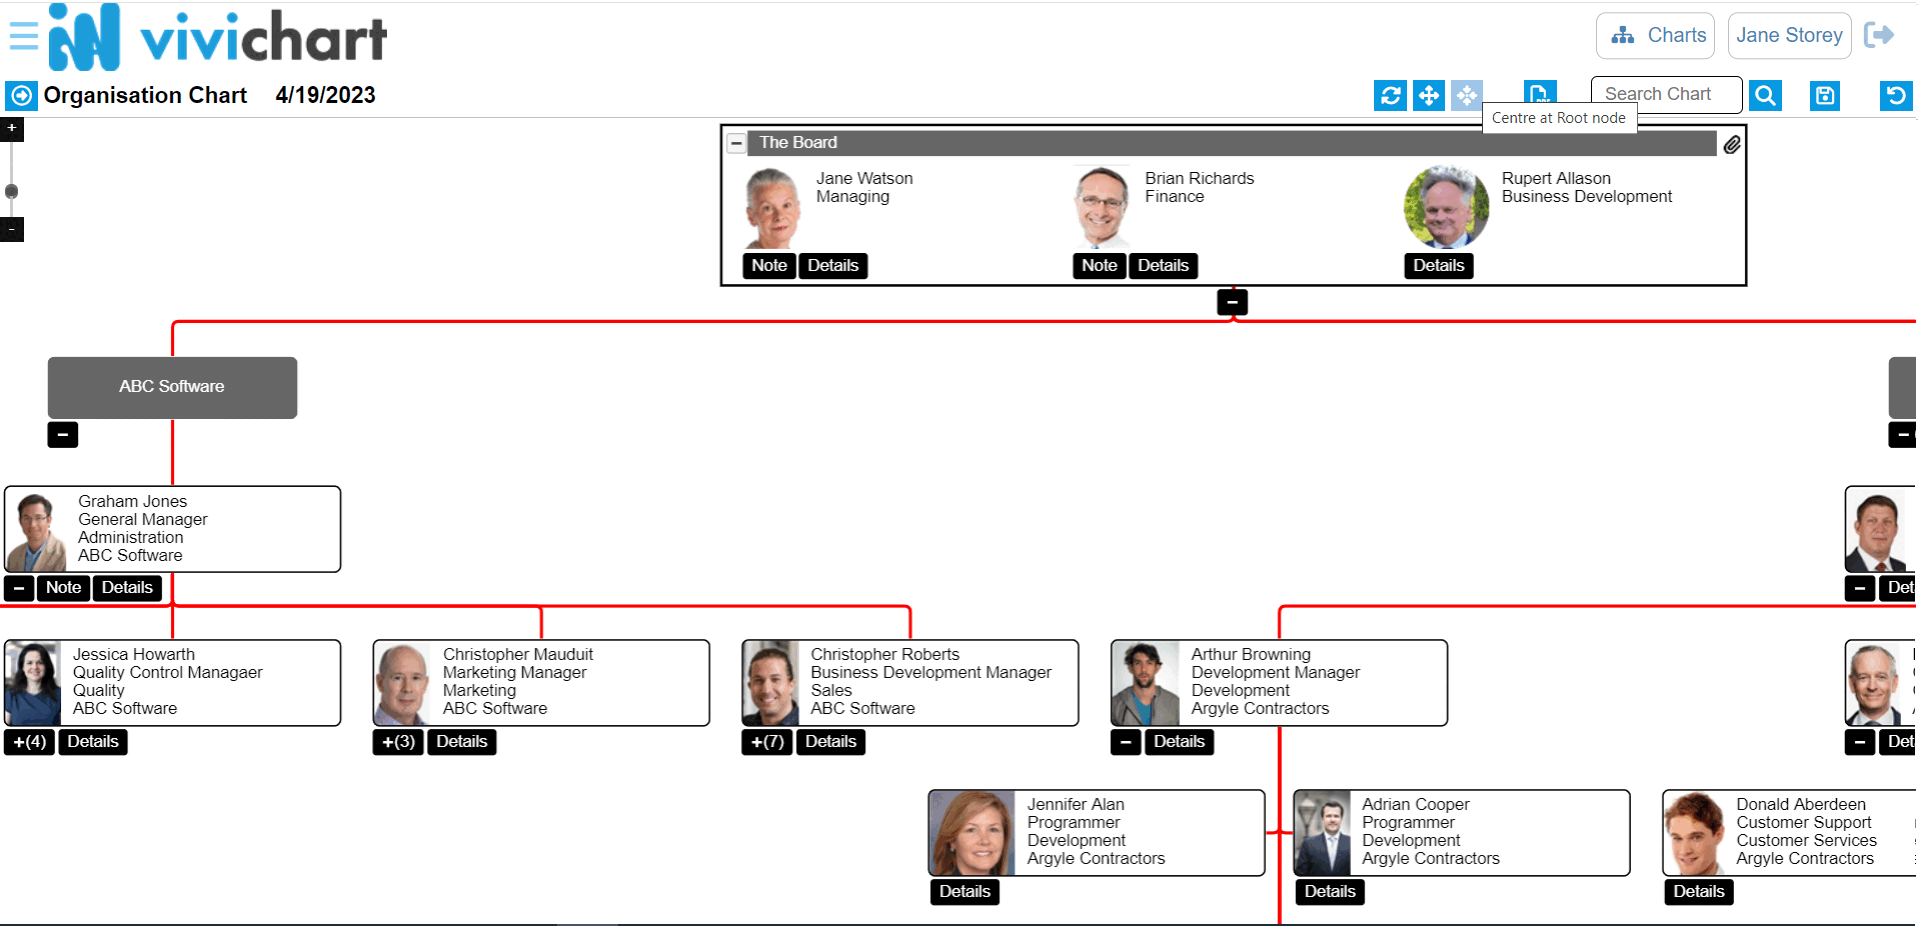 vivichart
Charts
Jane Storey
Organisation Chart 4/19/2023
Search Chart
Centre at Root node
+
-
The Board
Jane Watson
Managing
Note Details
Brian Richards
Finance
Note Details
Rupert Allason
Business Development
Details
ABC Software
Graham Jones
General Manager
Administration
ABC Software
Note Details
Jessica Howarth
Quality Control Managaer
Quality
ABC Software
+(4) Details
Christopher Mauduit
Marketing Manager
Marketing
ABC Software
+(3) Details
Christopher Roberts
Business Development Manager
Sales
ABC Software
+(7) Details
Arthur Browning
Development Manager
Development
Argyle Contractors
Details
Jennifer Alan
Programmer
Development
Argyle Contractors
Details
Adrian Cooper
Programmer
Development
Argyle Contractors
Details
Donald Aberdeen
Customer Support
Customer Services
Argyle Contractors
Details